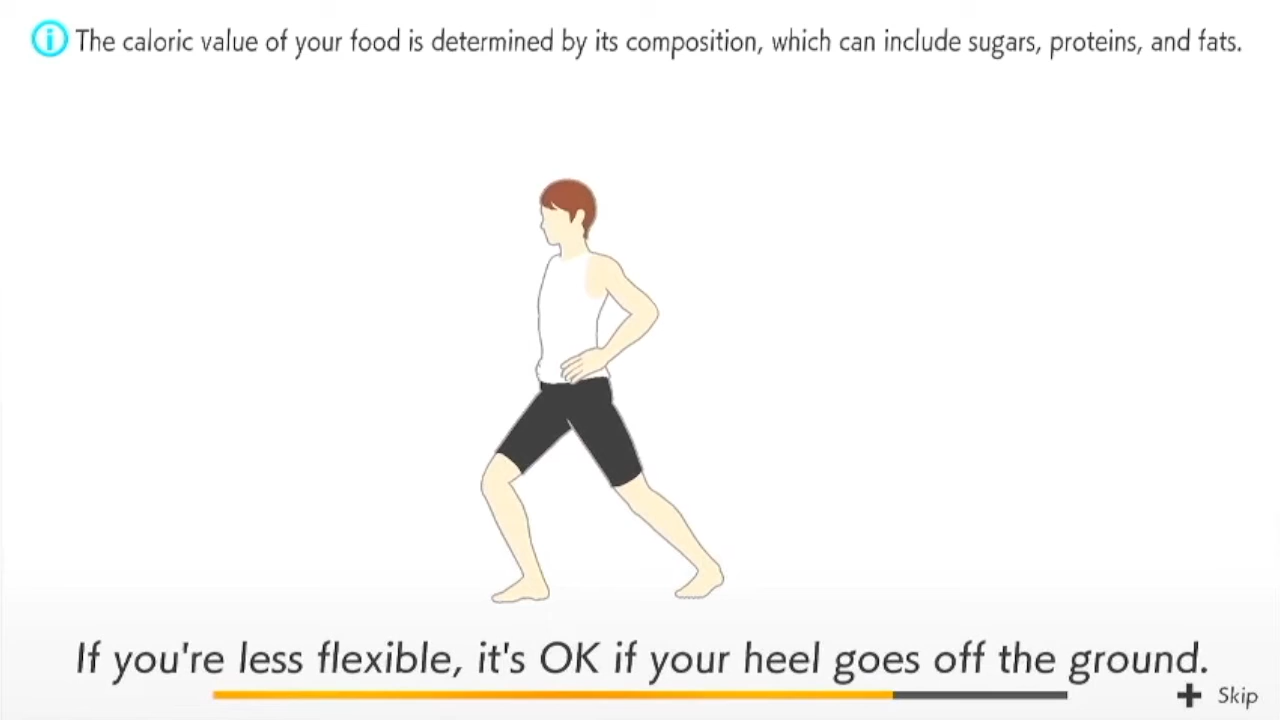 The caloric value of your food is determined by its composition, which can include sugars, proteins, and fats.
If you're less flexible, it's OK if your heel goes off the ground.
Skip